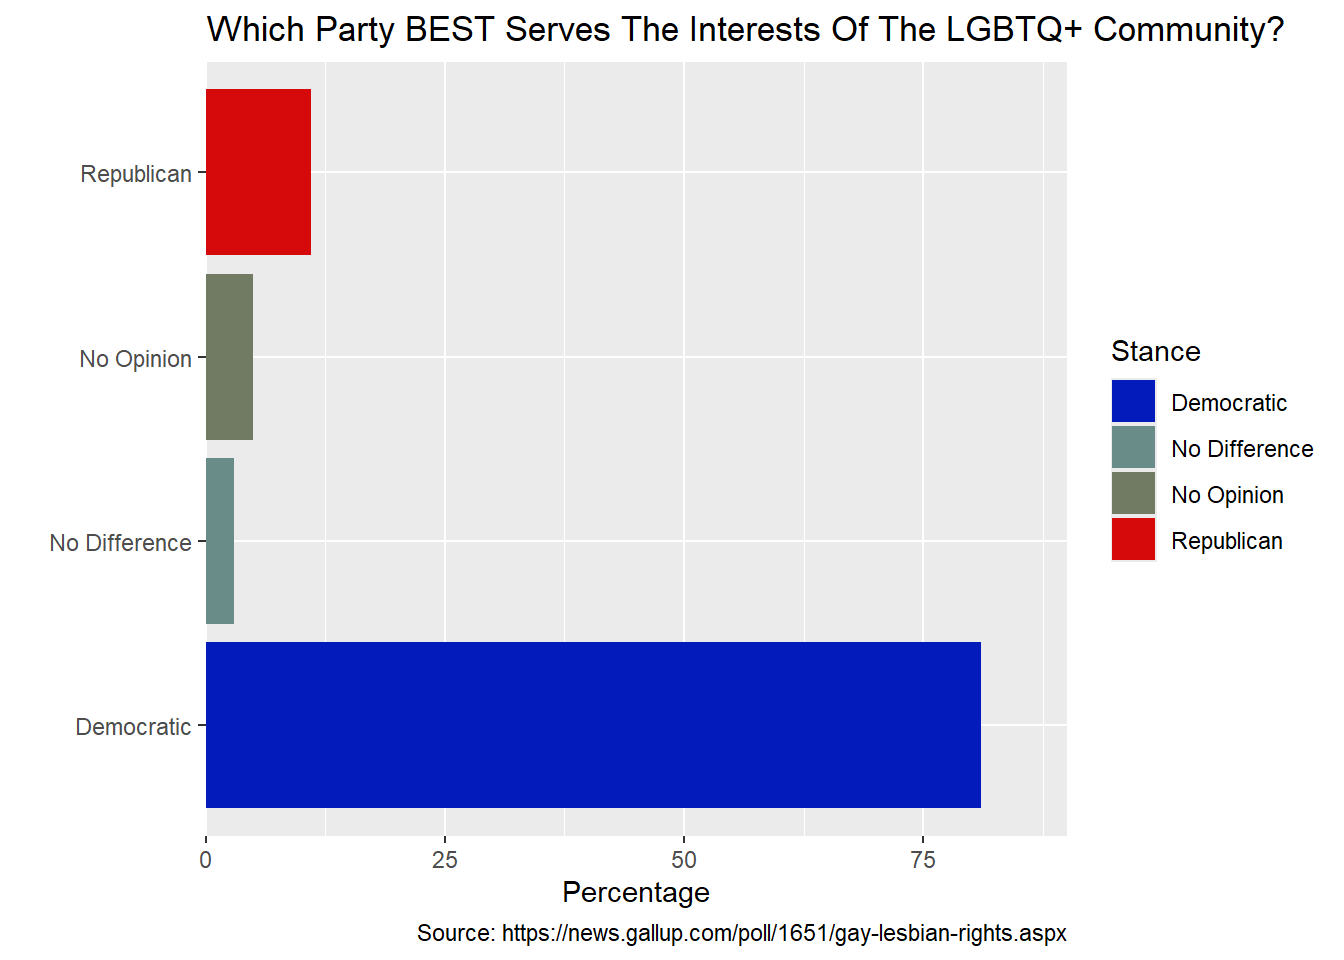 Which Party BEST Serves The Interests Of The LGBTQ+ Community?
Republican
No Opinion
No Difference
Democratic
0
25
50
75
Percentage
Stance
Democratic
No Difference
No Opinion
Republican
Source: https://news.gallup.com/poll/1651/gay-lesbian-rights.aspx